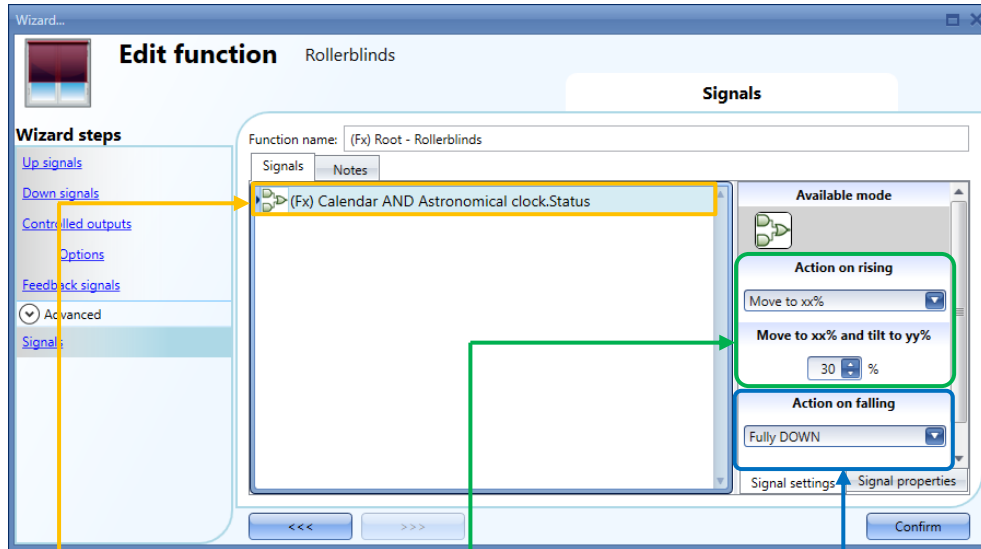 Wizard...
Edit function Rollerblinds
Signals
Wizard steps
Up signals
Down signals
Controlled outputs
Options
Feedback signals
Advanced
Signals
Function name: (Fx) Root - Rollerblinds
Signals Notes
(Fx) Calendar AND Astronomical clock.Status
Available mode
Action on rising
Move to xx%
Move to xx% and tilt to yy%
30 %
Action on falling
Fully DOWN
Signal settings Signal properties
<<< >>> Confirm